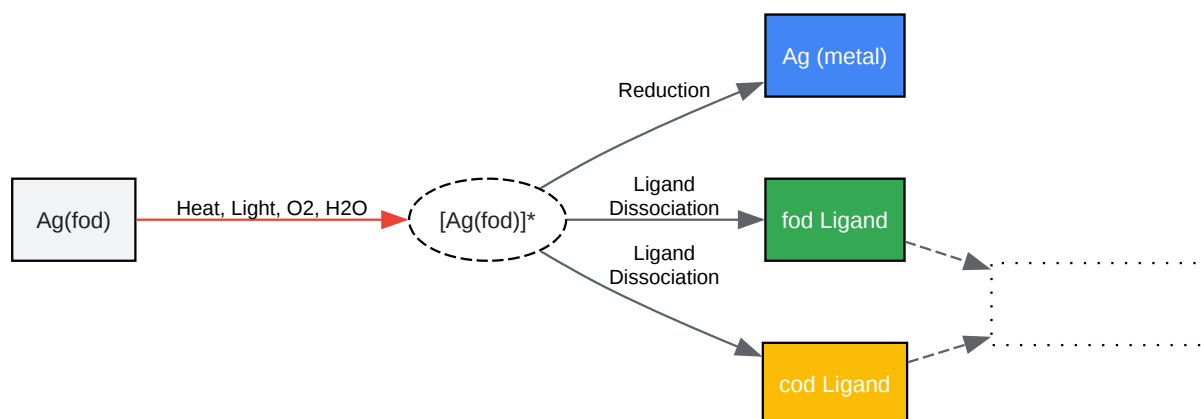 Ag (metal)
Reduction
Ag(fod)
Heat, Light, O2, H2O
[Ag(fod)]*
Ligand
Dissociation
fod Ligand
Ligand
Dissociation
cod Ligand